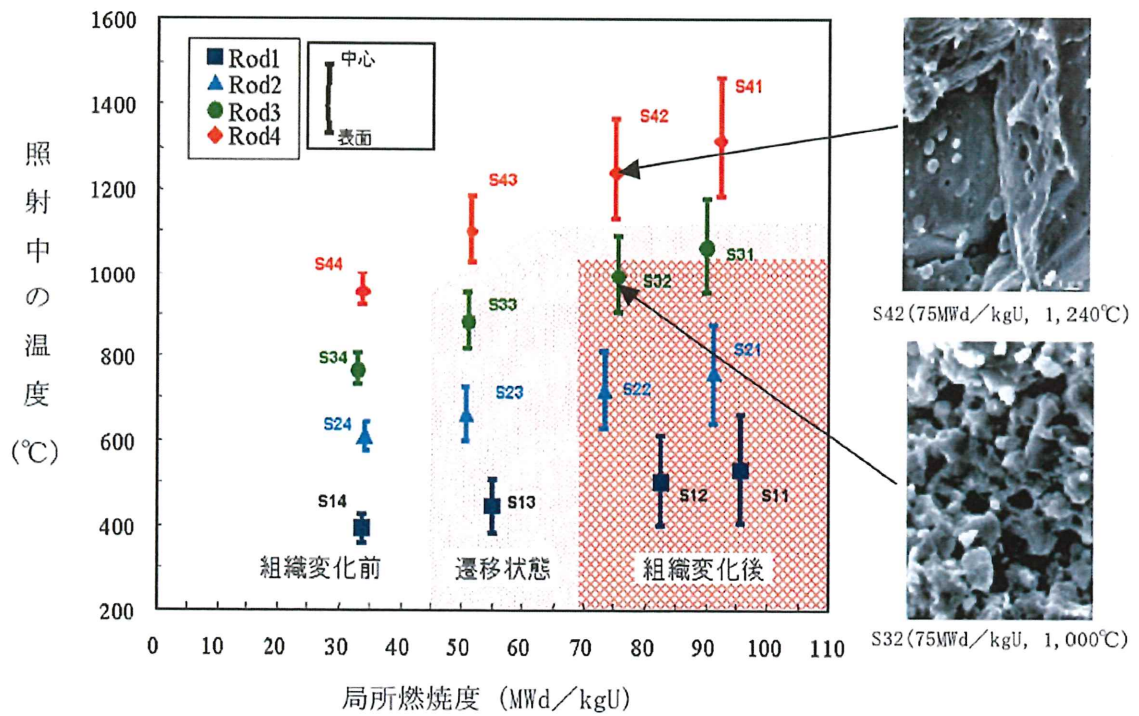 1600
1400
1200
1000
800
600
400
200
照射中の温度
(℃)
Rod1
Rod2
Rod3
Rod4
中心
表面
S41
S42
S43
S44
S31
S32
S33
S34
S21
S22
S23
S24
S14
S13
S12
S11
組織変化前
遷移状態
組織変化後
0 10 20 30 40 50 60 70 80 90 100 110
局所燃焼度 (MWd/kgU)
S42(75MWd/kgU, 1,240℃)
S32(75MWd/kgU, 1,000℃)